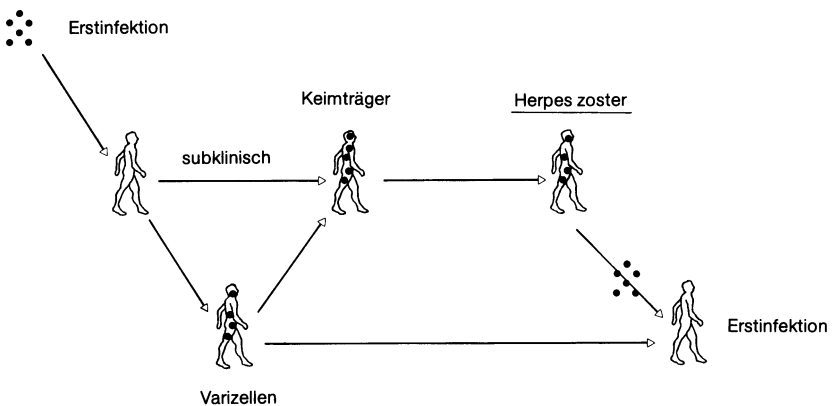 Erstinfektion
Keimträger
Herpes zoster
subklinisch
Erstinfektion
Varizellen